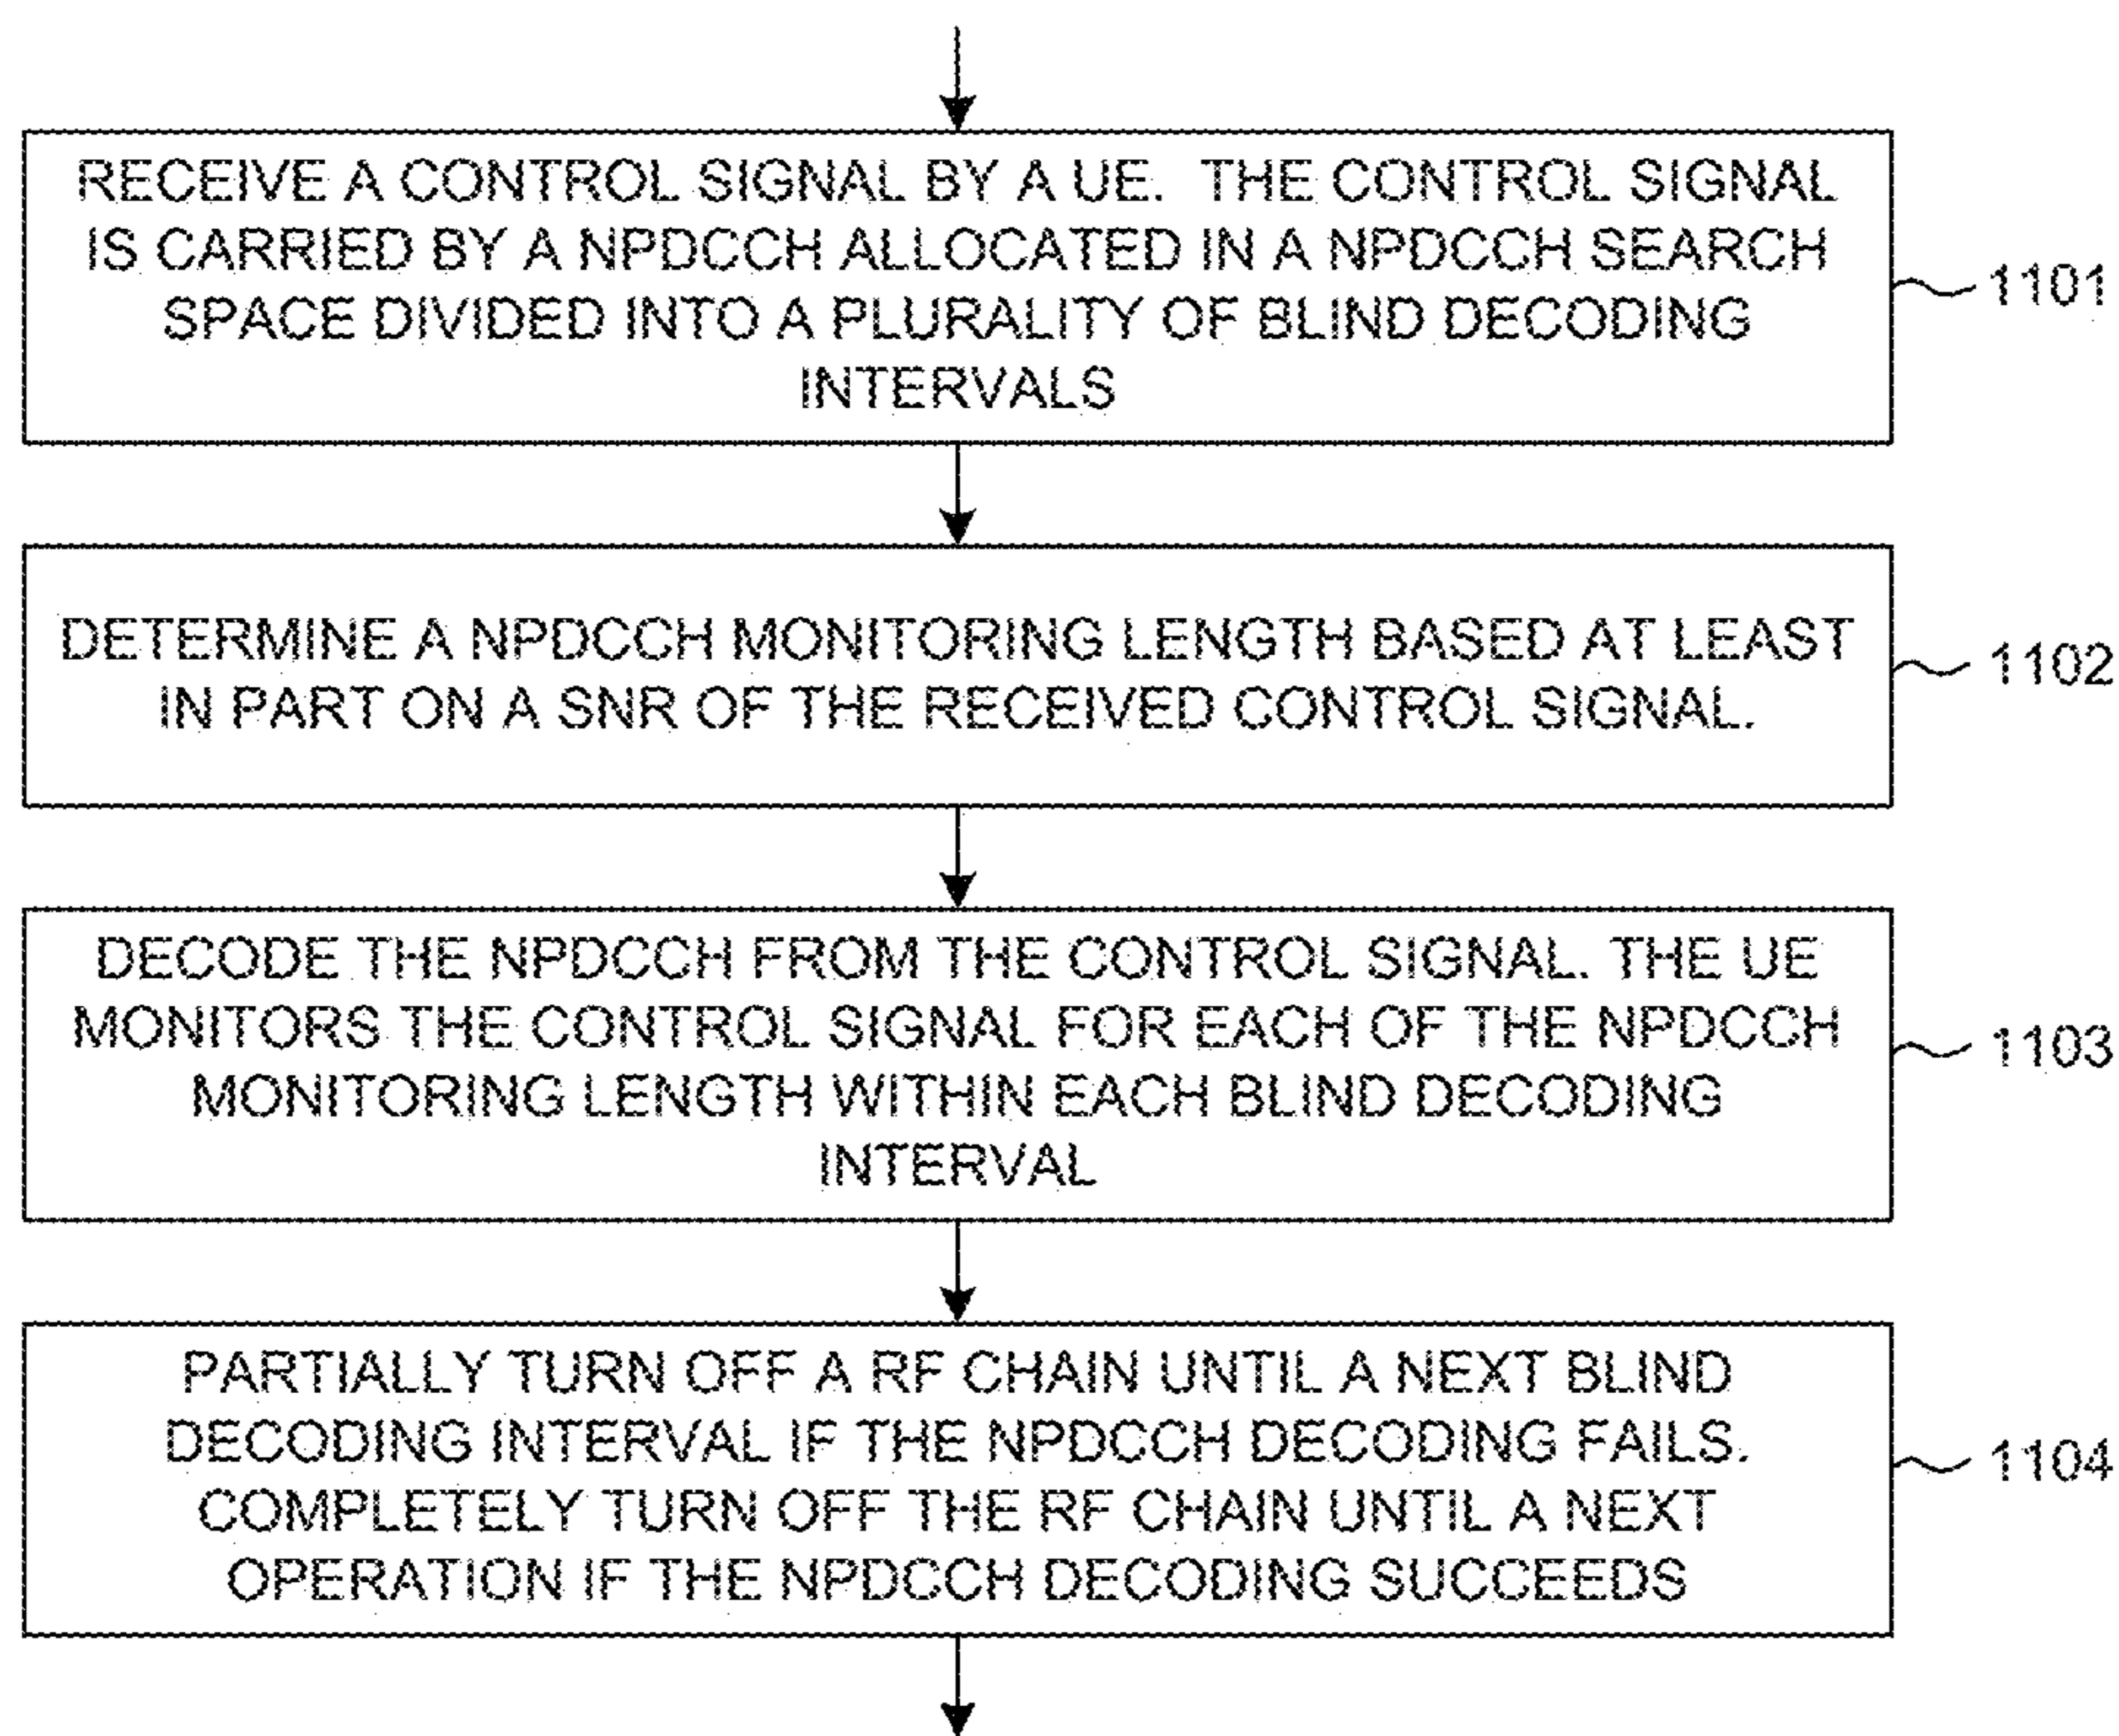 RECEIVE A CONTROL SIGNAL BY A UE. THE CONTROL SIGNAL
IS CARRIED BY A NPDCCH ALLOCATED IN A NPDCCH SEARCH
SPACE DIVIDED INTO A PLURALITY OF BLIND DECODING
INTERVALS
1101
DETERMINE A NPDCCH MONITORING LENGTH BASED AT LEAST
IN PART ON A SNR OF THE RECEIVED CONTROL SIGNAL.
1102
DECODE THE NPDCCH FROM THE CONTROL SIGNAL. THE UE
MONITORS THE CONTROL SIGNAL FOR EACH OF THE NPDCCH
MONITORING LENGTH WITHIN EACH BLIND DECODING
INTERVAL
1103
PARTIALLY TURN OFF A RF CHAIN UNTIL A NEXT BLIND
DECODING INTERVAL IF THE NPDCCH DECODING FAILS.
COMPLETELY TURN OFF THE RF CHAIN UNTIL A NEXT
OPERATION IF THE NPDCCH DECODING SUCCEEDS
1104